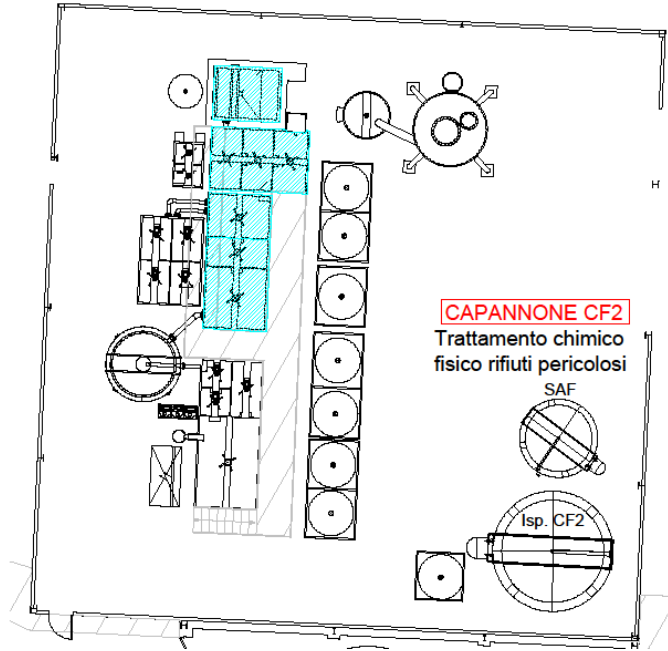 CAPANNONE CF2
Trattamento chimico
fisico rifiuti pericolosi
SAF
Isp. CF2